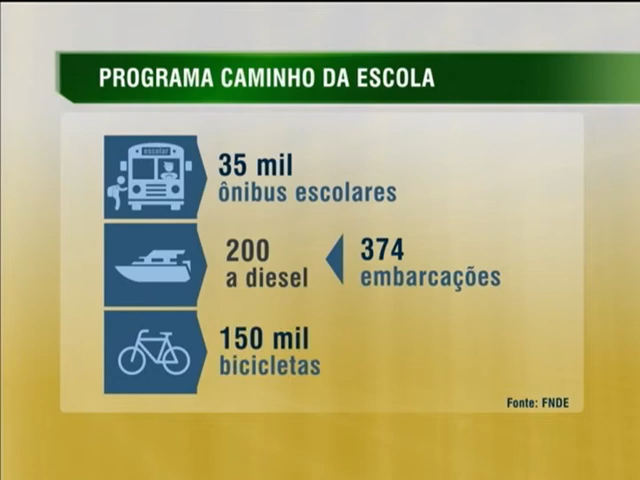 PROGRAMA CAMINHO DA ESCOLA
escolar
35 mil
ônibus escolares
200
a diesel
374
embarcações
150 mil
bicicletas
Fonte: FNDE